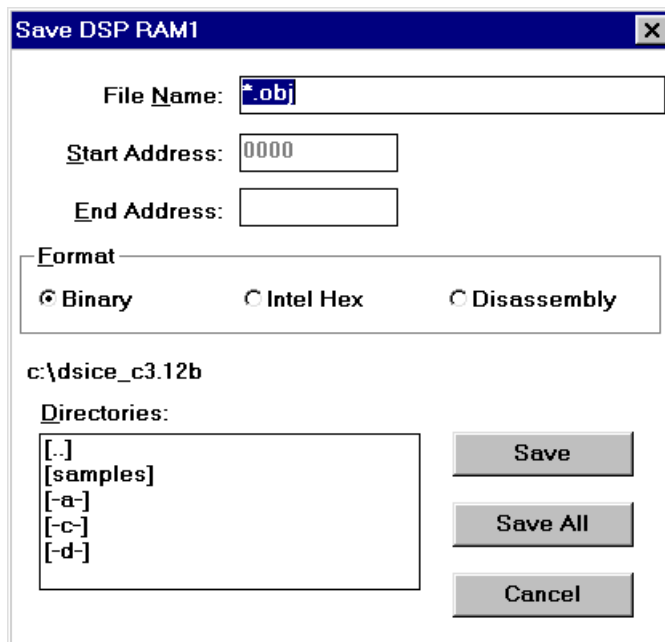 Save DSP RAM1
File Name: *.obj
Start Address: 0000
End Address:
Format
Binary Intel Hex Disassembly
c:\dsice_c3.12b
Directories:
[..]
[samples]
[-a-]
[-c-]
[-d-]
Save
Save All
Cancel